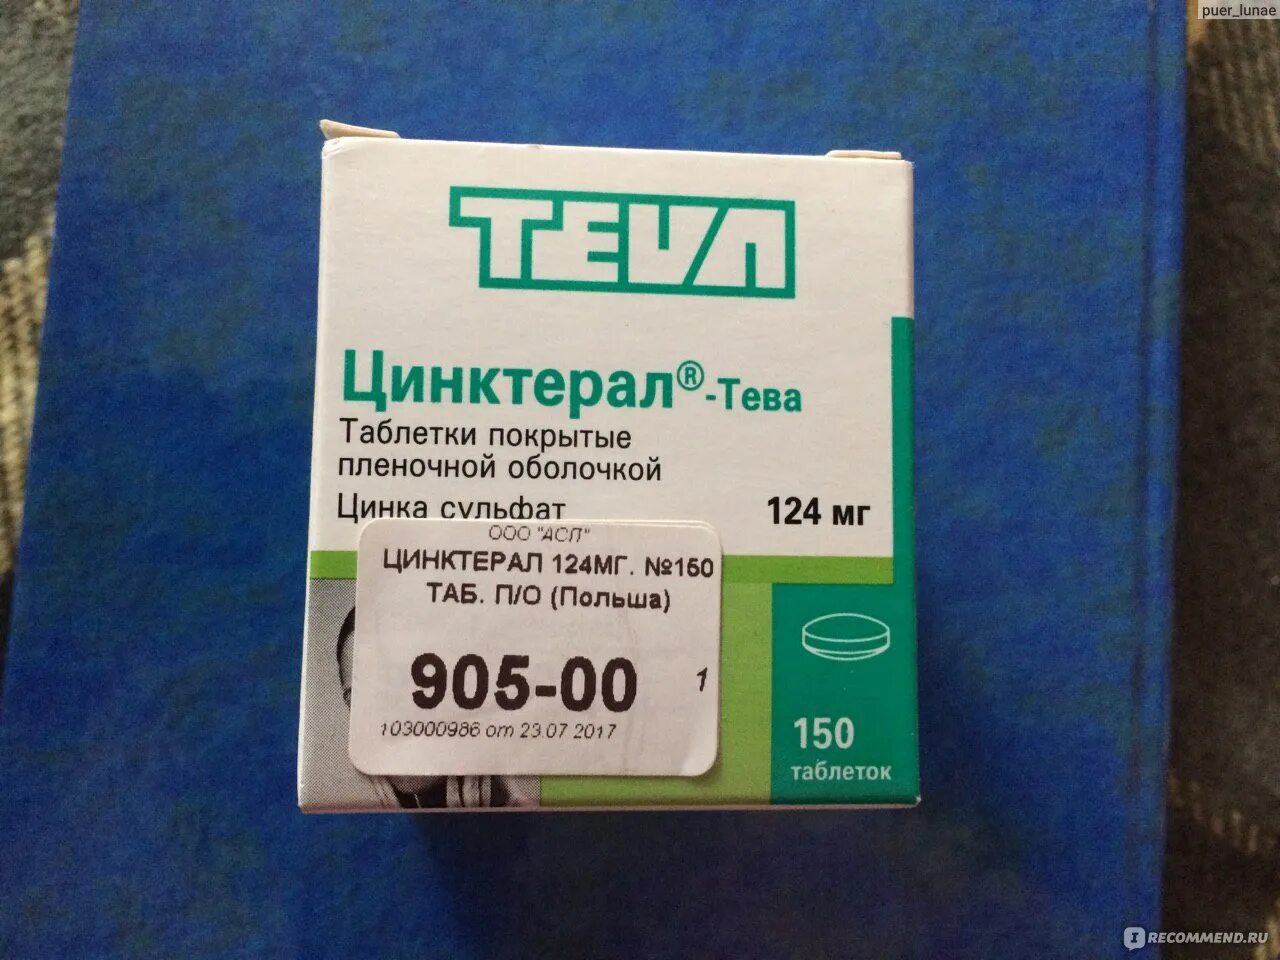 puer_lunae
TEVA
Цинктерал®-Тева
Таблетки покрытые
пленочной оболочкой
Цинка сульфат 124 мг
ООО "АСЛ"
ЦИНКТЕРАЛ 124МГ. №150
ТАБ. П/О (Польша)
905-00 1
103000986 от 23.07.2017
150
таблеток
IRECOMMEND.RU